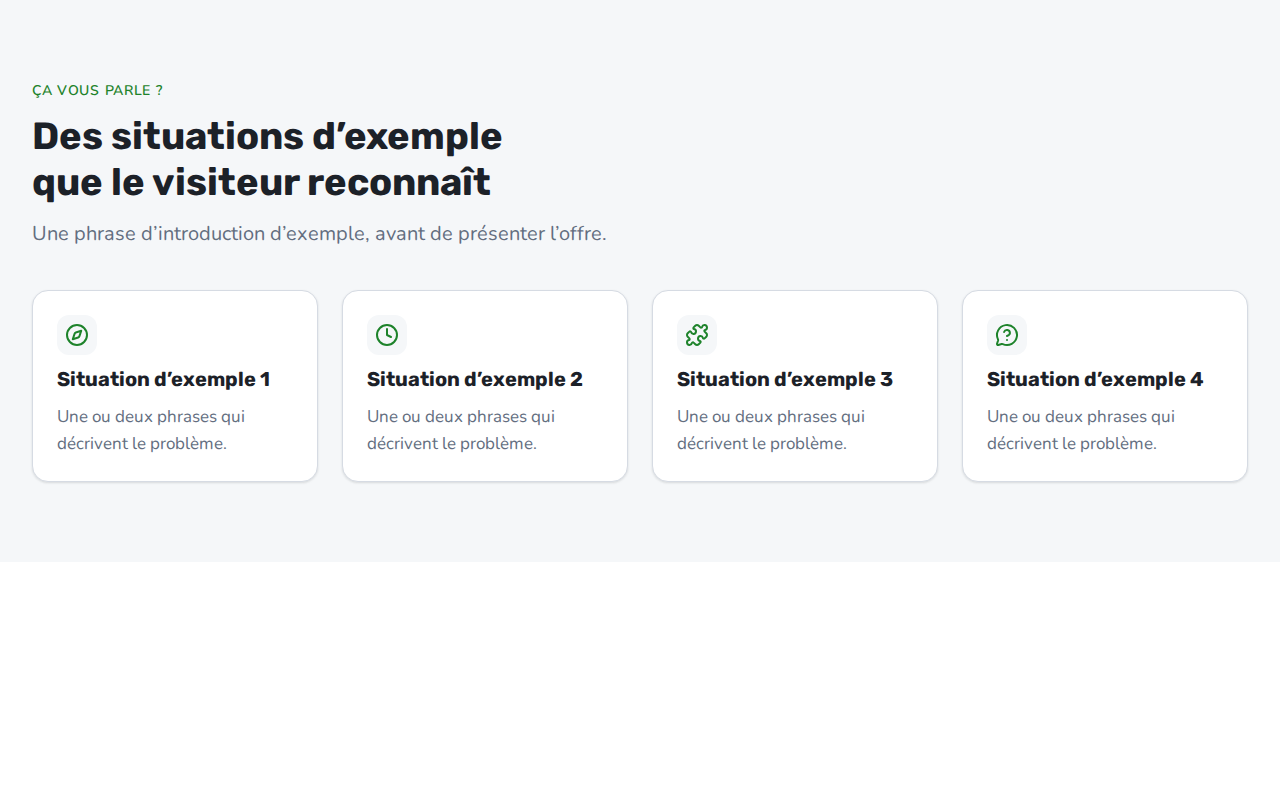 ÇA VOUS PARLE ?
Des situations d’exemple
que le visiteur reconnaît
Une phrase d’introduction d’exemple, avant de présenter l’offre.
Situation d’exemple 1
Une ou deux phrases qui
décrivent le problème.
Situation d’exemple 2
Une ou deux phrases qui
décrivent le problème.
Situation d’exemple 3
Une ou deux phrases qui
décrivent le problème.
Situation d’exemple 4
Une ou deux phrases qui
décrivent le problème.